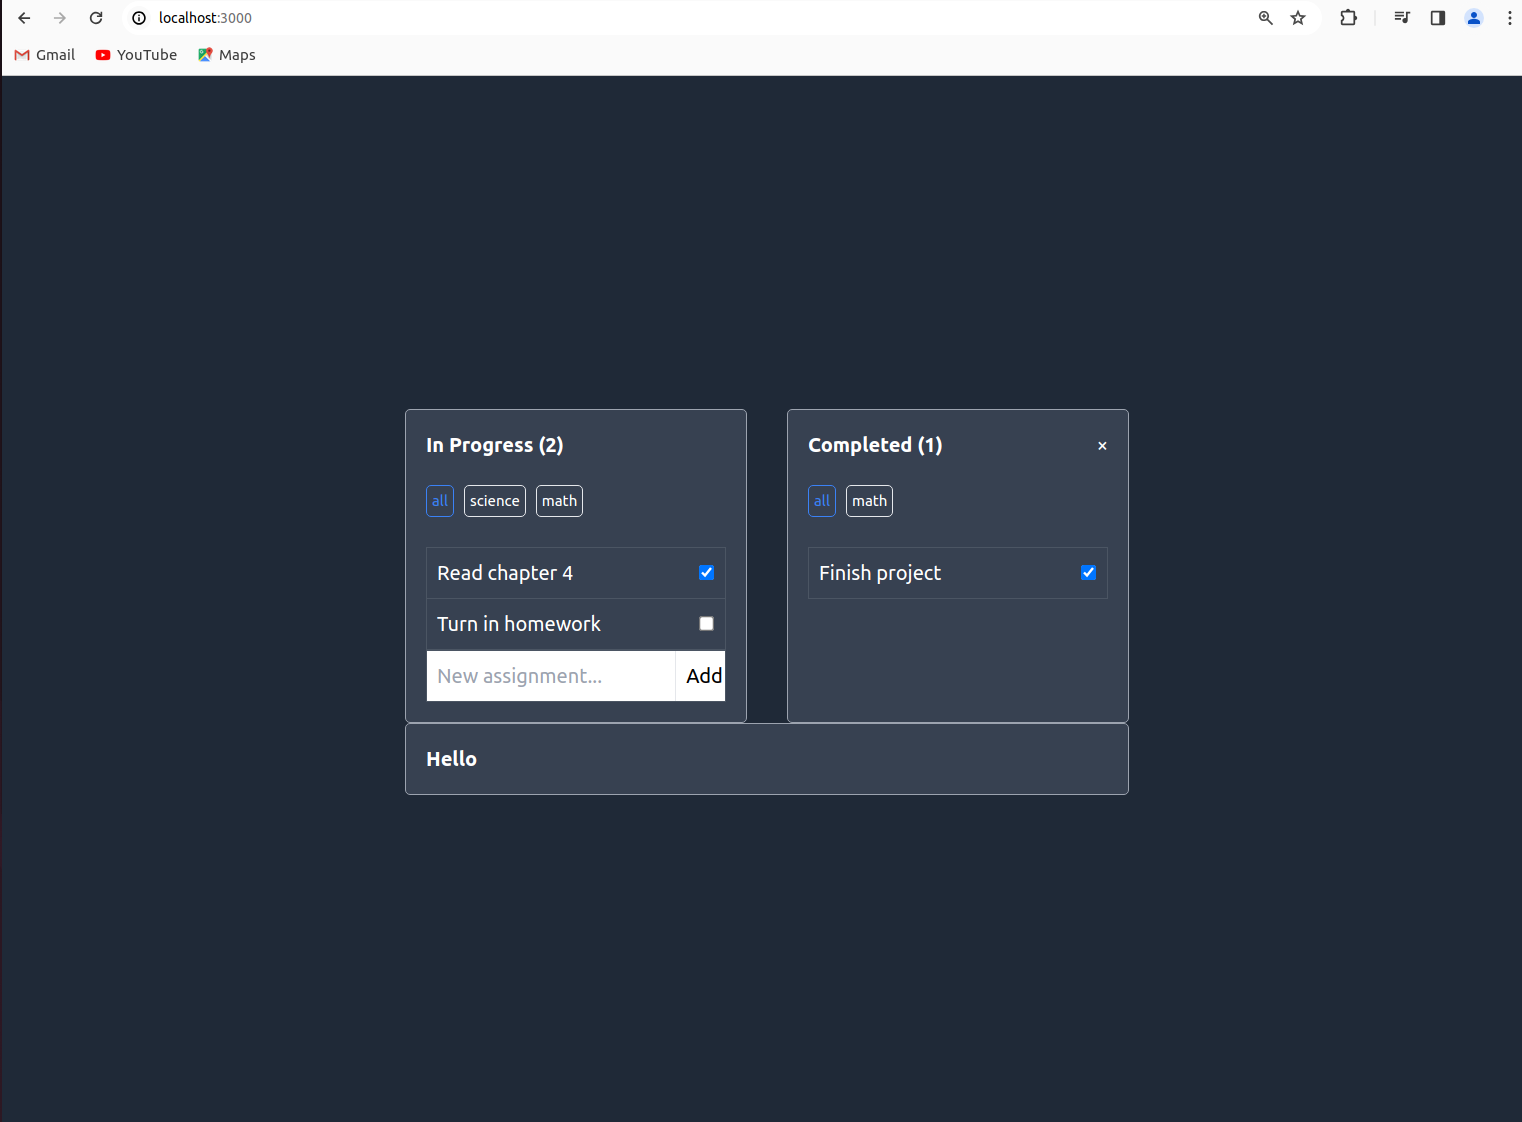 localhost:3000
Gmail YouTube Maps
In Progress (2)
all science math
Read chapter 4
Turn in homework
New assignment... Add
Completed (1) ×
all math
Finish project
Hello